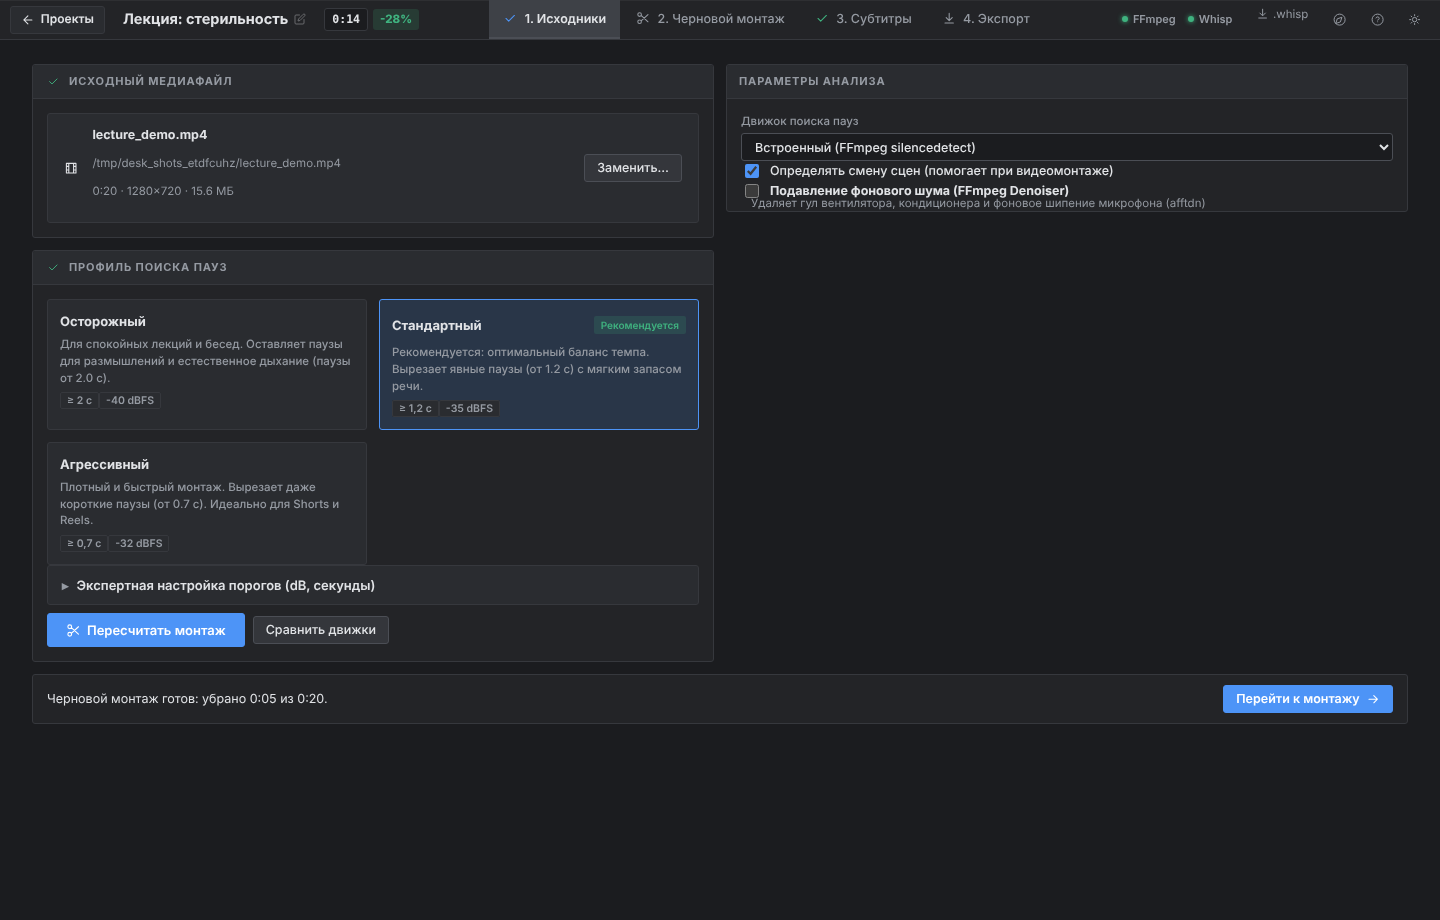 Проекты
Лекция: стерильность
0:14
-28%
1. Исходники
2. Черновой монтаж
3. Субтитры
4. Экспорт
FFmpeg
Whisp
.whisp
ИСХОДНЫЙ МЕДИАФАЙЛ
lecture_demo.mp4
/tmp/desk_shots_etdfcuhz/lecture_demo.mp4
0:20 · 1280×720 · 15.6 МБ
Заменить...
ПРОФИЛЬ ПОИСКА ПАУЗ
Осторожный
Для спокойных лекций и бесед. Оставляет паузы
для размышлений и естественное дыхание (паузы
от 2.0 с).
≥ 2 с
-40 dBFS
Стандартный
Рекомендуется
Рекомендуется: оптимальный баланс темпа.
Вырезает явные паузы (от 1.2 с) с мягким запасом
речи.
≥ 1,2 с
-35 dBFS
Агрессивный
Плотный и быстрый монтаж. Вырезает даже
короткие паузы (от 0.7 с). Идеально для Shorts и
Reels.
≥ 0,7 с
-32 dBFS
Экспертная настройка порогов (dB, секунды)
Пересчитать монтаж
Сравнить движки
ПАРАМЕТРЫ АНАЛИЗА
Движок поиска пауз
Встроенный (FFmpeg silencedetect)
Определять смену сцен (помогает при видеомонтаже)
Подавление фонового шума (FFmpeg Denoiser)
Удаляет гул вентилятора, кондиционера и фоновое шипение микрофона (afftdn)
Черновой монтаж готов: убрано 0:05 из 0:20.
Перейти к монтажу